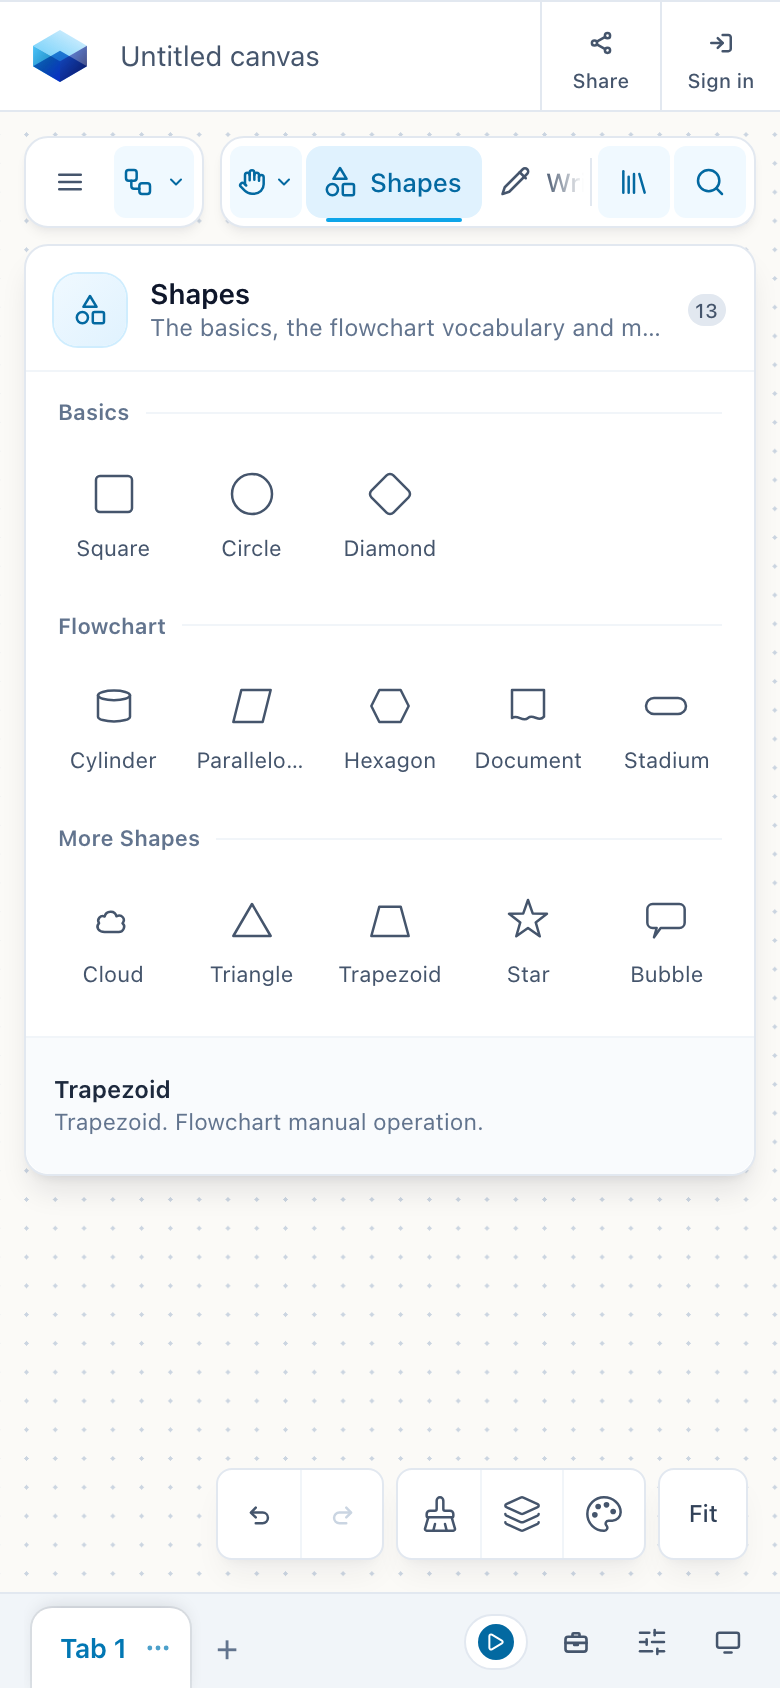 Untitled canvas
Share
Sign in
Shapes
Wr
Shapes
The basics, the flowchart vocabulary and m...
13
Basics
Square
Circle
Diamond
Flowchart
Cylinder
Parallelo...
Hexagon
Document
Stadium
More Shapes
Cloud
Triangle
Trapezoid
Star
Bubble
Trapezoid
Trapezoid. Flowchart manual operation.
Fit
Tab 1